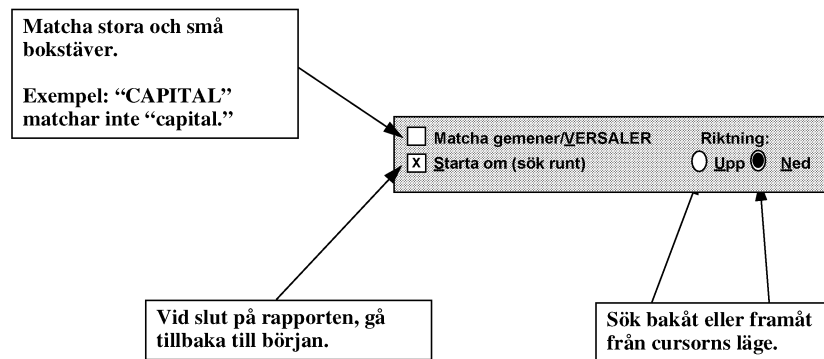 Matcha stora och små
bokstäver.
Exempel: “CAPITAL”
matchar inte “capital.”
Matcha gemener/VERSALER Riktning:
X Starta om (sök runt) Upp Ned
Vid slut på rapporten, gå
tillbaka till början.
Sök bakåt eller framåt
från cursorns läge.